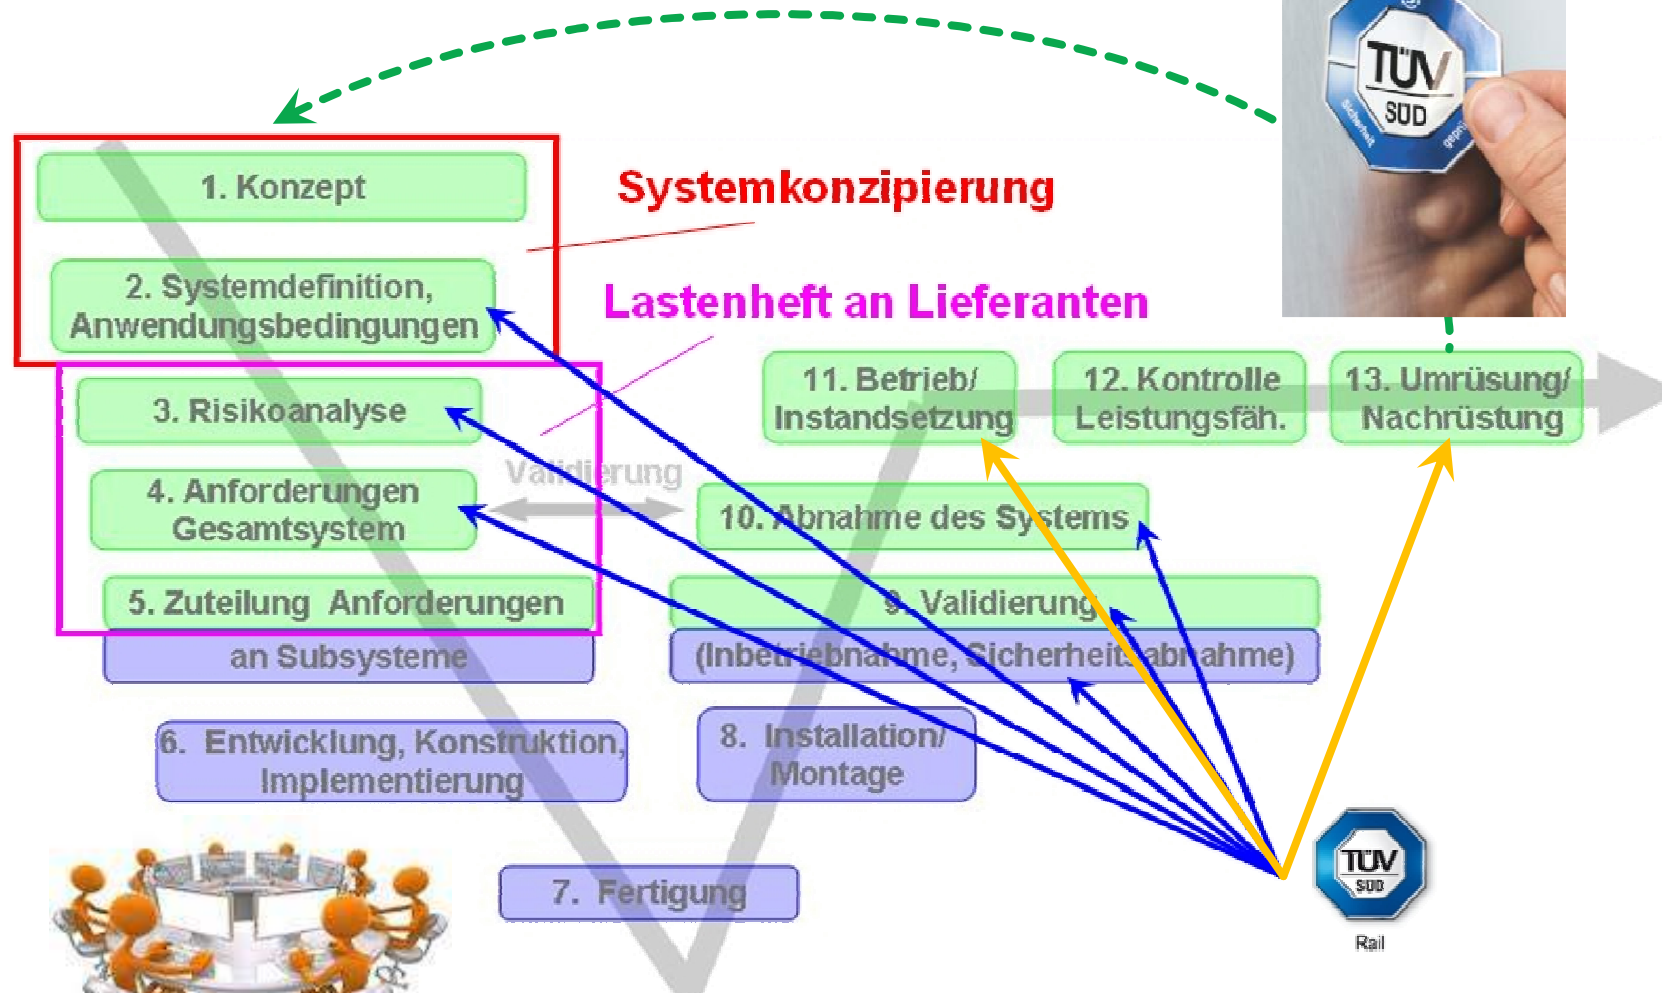 TÜV
SÜD
Sicherheit
1. Konzept
Systemkonzipierung
2. Systemdefinition,
Anwendungsbedingungen
Lastenheft an Lieferanten
3. Risikoanalyse
11. Betrieb/
Instandsetzung
12. Kontrolle
Leistungsfäh.
13. Umrüsung/
Nachrüstung
Validierung
4. Anforderungen
Gesamtsystem
10. Abnahme des Systems
5. Zuteilung Anforderungen
an Subsysteme
9. Validierung
(Inbetriebnahme, Sicherheitsabnahme)
6. Entwicklung, Konstruktion,
Implementierung
8. Installation/
Montage
7. Fertigung
TÜV
SÜD
Rail